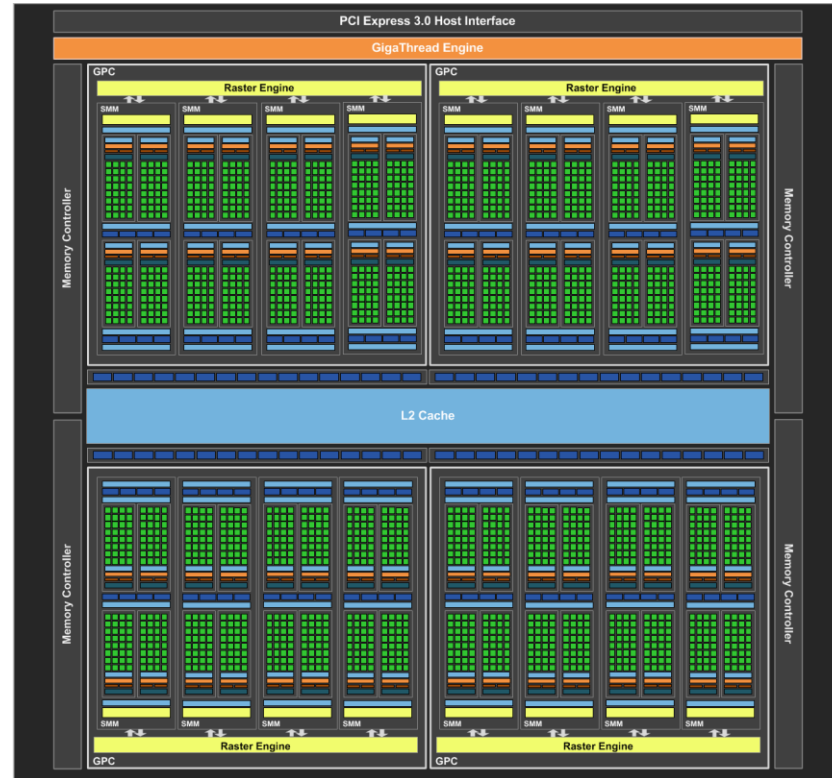 PCI Express 3.0 Host Interface
GigaThread Engine
GPC
Raster Engine
SMM SMM SMM SMM
GPC
Raster Engine
SMM SMM SMM SMM
Memory Controller
Memory Controller
L2 Cache
Memory Controller
Memory Controller
SMM SMM SMM SMM
Raster Engine
GPC
SMM SMM SMM SMM
Raster Engine
GPC